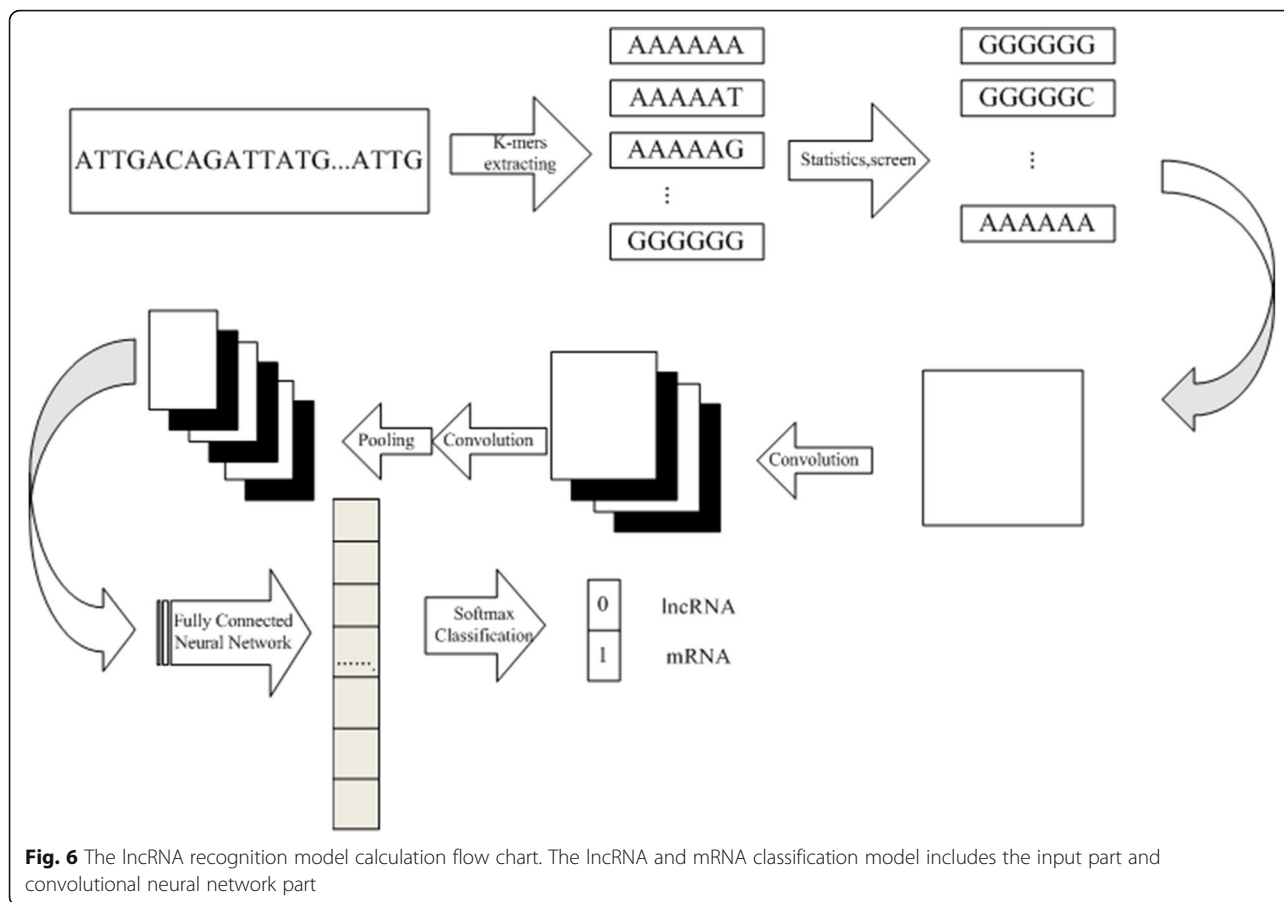 ATTGACAGATTATG...ATTG
K-mers
extracting
AAAAAA
AAAAAT
AAAAAG
⋮
GGGGGG
Statistics,screen
GGGGGG
GGGGGC
⋮
AAAAAA
Convolution
Convolution
Pooling
Fully Connected
Neural Network
.......
Softmax
Classification
0 lncRNA
1 mRNA
Fig. 6 The lncRNA recognition model calculation flow chart. The lncRNA and mRNA classification model includes the input part and
convolutional neural network part